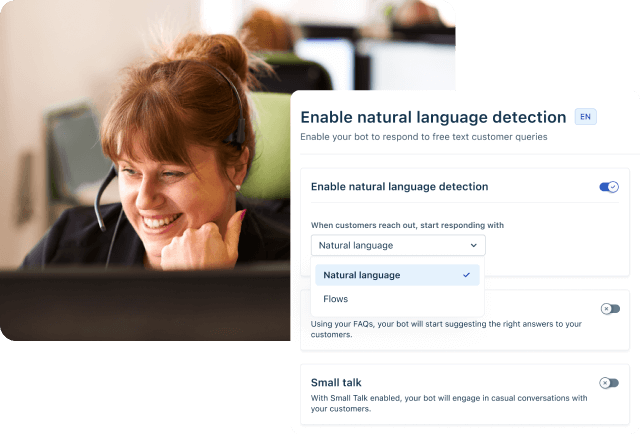 Enable natural language detection EN
Enable your bot to respond to free text customer queries
Enable natural language detection
When customers reach out, start responding with
Natural language
Natural language
Flows
Using your FAQs, your bot will start suggesting the right answers to your
customers.
Small talk
With Small Talk enabled, your bot will engage in casual conversations with
your customers.